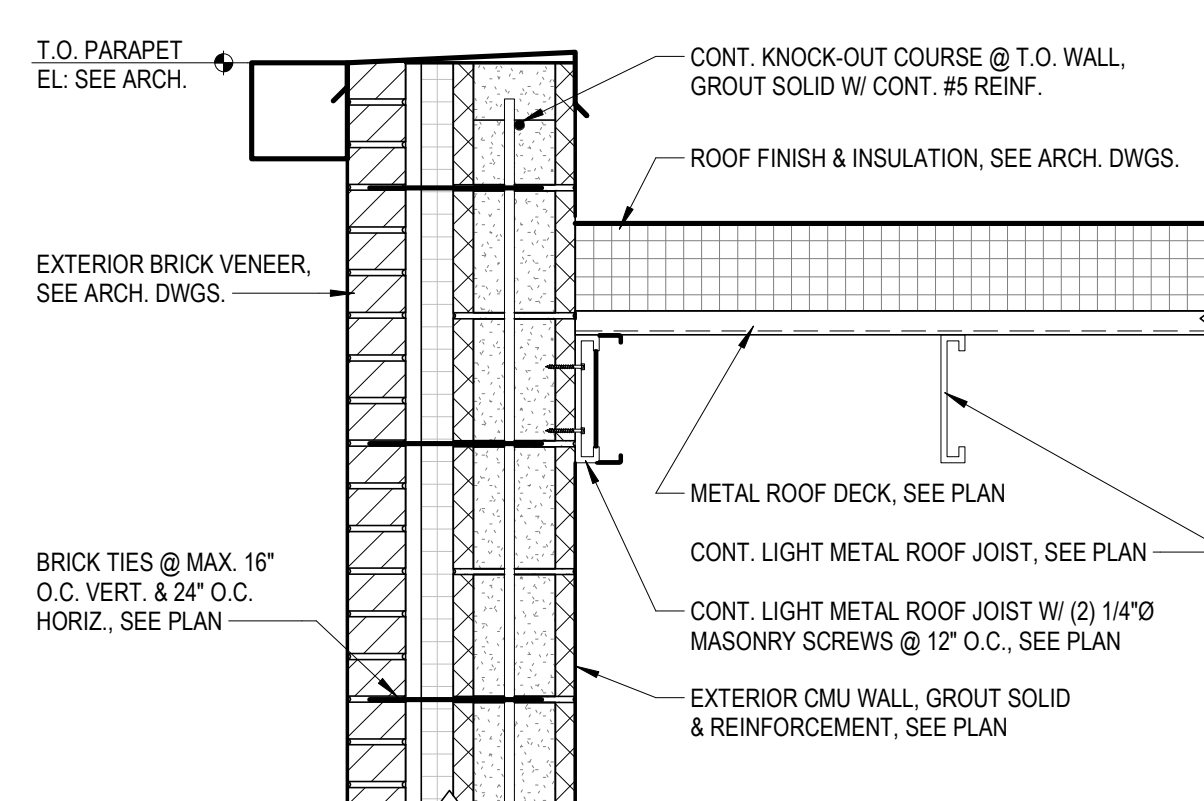 T.O. PARAPET
EL: SEE ARCH.
CONT. KNOCK-OUT COURSE @ T.O. WALL,
GROUT SOLID W/ CONT. #5 REINF.
ROOF FINISH & INSULATION, SEE ARCH. DWGS.
EXTERIOR BRICK VENEER,
SEE ARCH. DWGS.
METAL ROOF DECK, SEE PLAN
CONT. LIGHT METAL ROOF JOIST, SEE PLAN
BRICK TIES @ MAX. 16"
O.C. VERT. & 24" O.C.
HORIZ., SEE PLAN
CONT. LIGHT METAL ROOF JOIST W/ (2) 1/4"Ø
MASONRY SCREWS @ 12" O.C., SEE PLAN
EXTERIOR CMU WALL, GROUT SOLID
& REINFORCEMENT, SEE PLAN